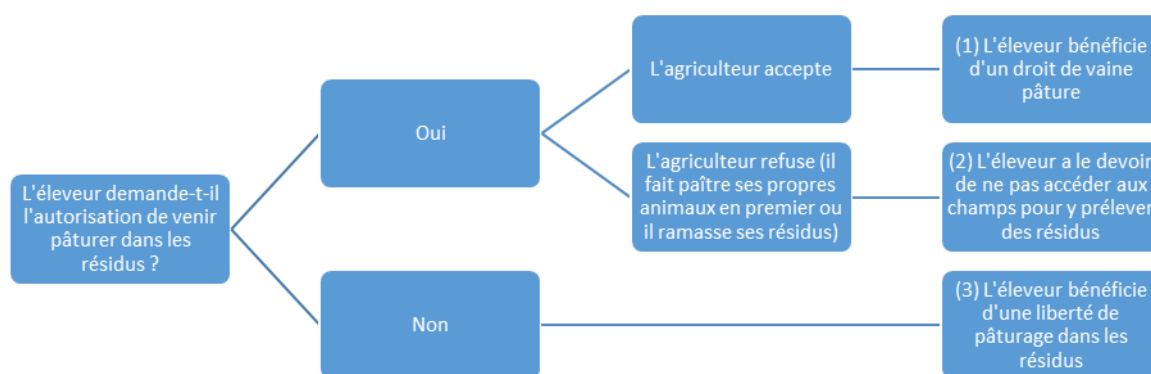 L'éleveur demande-t-il
l'autorisation de venir
pâturer dans les
résidus ?
Oui
L'agriculteur accepte
(1) L'éleveur bénéficie
d'un droit de vaine
pâture
L'agriculteur refuse (il
fait paître ses propres
animaux en premier ou
il ramasse ses résidus)
(2) L'éleveur a le devoir
de ne pas accéder aux
champs pour y prélever
des résidus
Non
(3) L'éleveur bénéficie
d'une liberté de
pâturage dans les
résidus